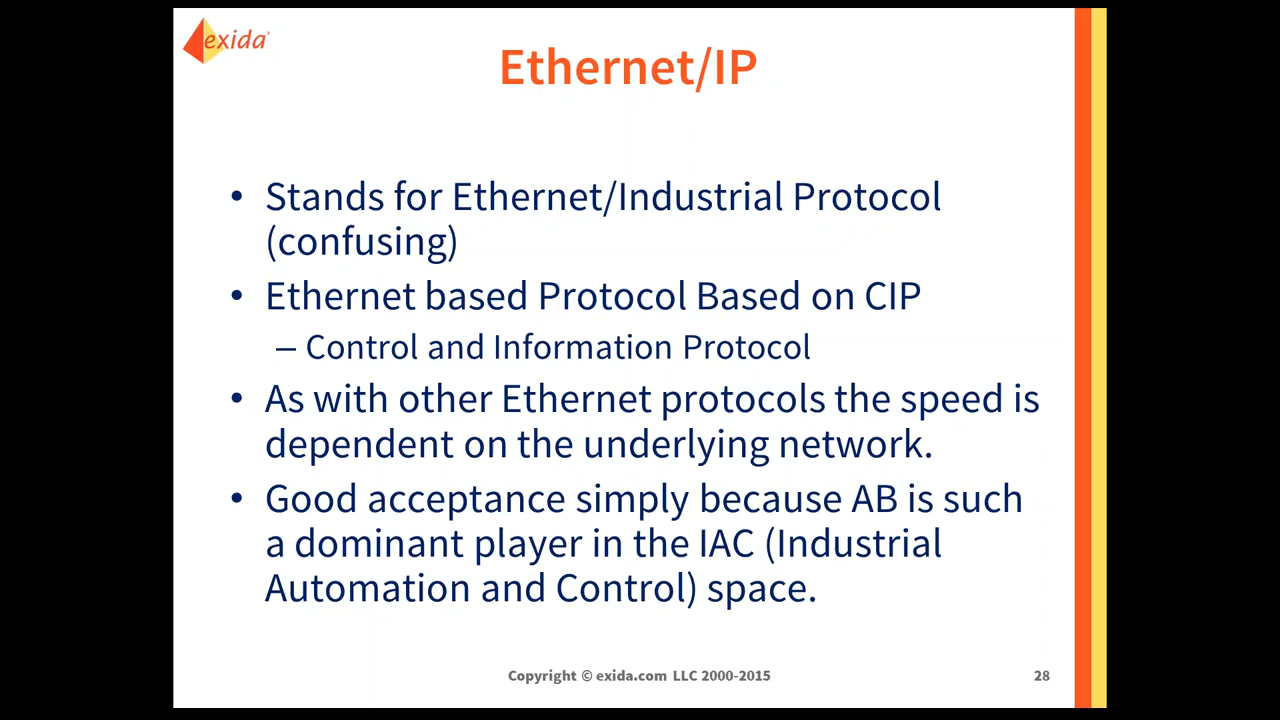 exida®
Ethernet/IP
• Stands for Ethernet/Industrial Protocol
(confusing)
• Ethernet based Protocol Based on CIP
– Control and Information Protocol
• As with other Ethernet protocols the speed is
dependent on the underlying network.
• Good acceptance simply because AB is such
a dominant player in the IAC (Industrial
Automation and Control) space.
Copyright © exida.com LLC 2000-2015
28